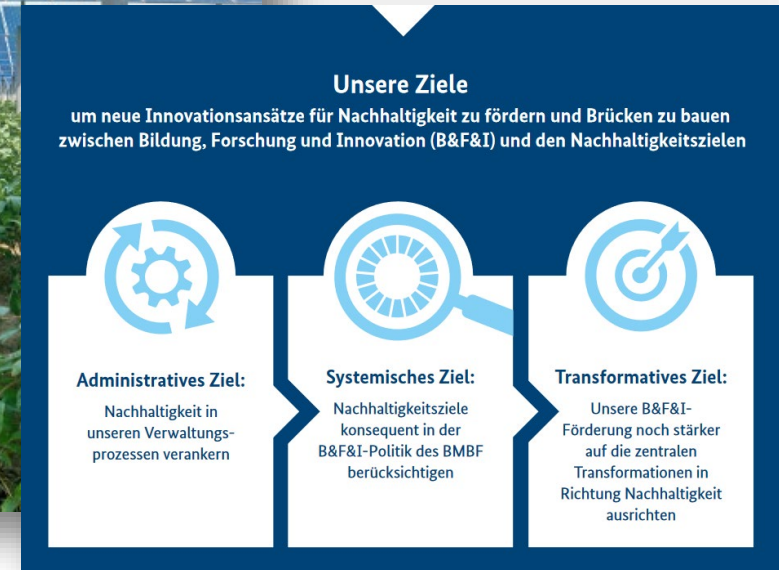 Unsere Ziele
um neue Innovationsansätze für Nachhaltigkeit zu fördern und Brücken zu bauen
zwischen Bildung, Forschung und Innovation (B&F&I) und den Nachhaltigkeitszielen
Administratives Ziel:
Nachhaltigkeit in
unseren Verwaltungs-
prozessen verankern
Systemisches Ziel:
Nachhaltigkeitsziele
konsequent in der
B&F&I-Politik des BMBF
berücksichtigen
Transformatives Ziel:
Unsere B&F&I-
Förderung noch stärker
auf die zentralen
Transformationen in
Richtung Nachhaltigkeit
ausrichten